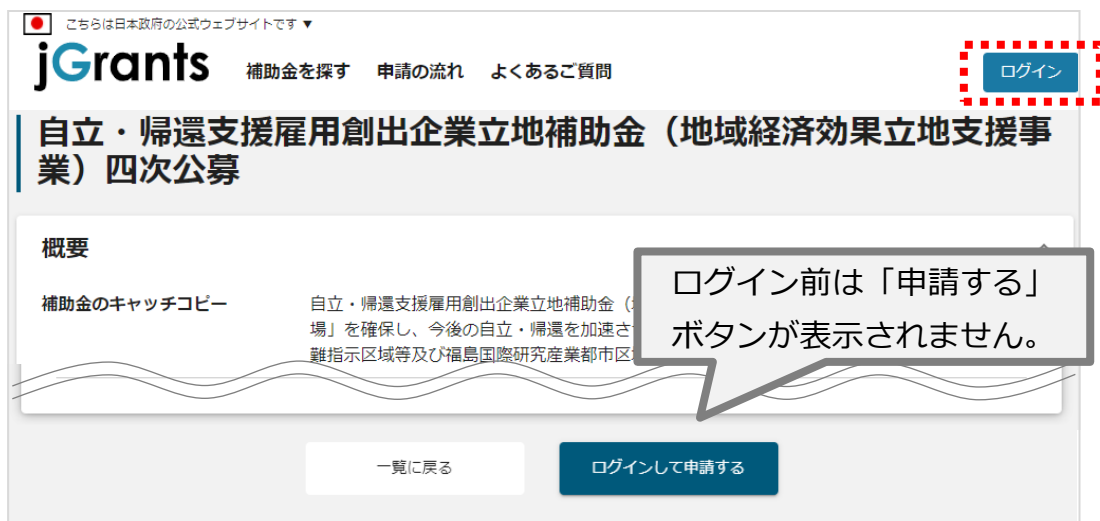 こちらは日本政府の公式ウェブサイトです ▼
jGrants 補助金を探す 申請の流れ よくあるご質問 ログイン
自立・帰還支援雇用創出企業立地補助金（地域経済効果立地支援事
業）四次公募
概要
補助金のキャッチコピー
自立・帰還支援雇用創出企業立地補助金（
場」を確保し、今後の自立・帰還を加速さ
難指示区域等及び福島国際研究産業都市区
ログイン前は「申請する」
ボタンが表示されません。
一覧に戻る ログインして申請する